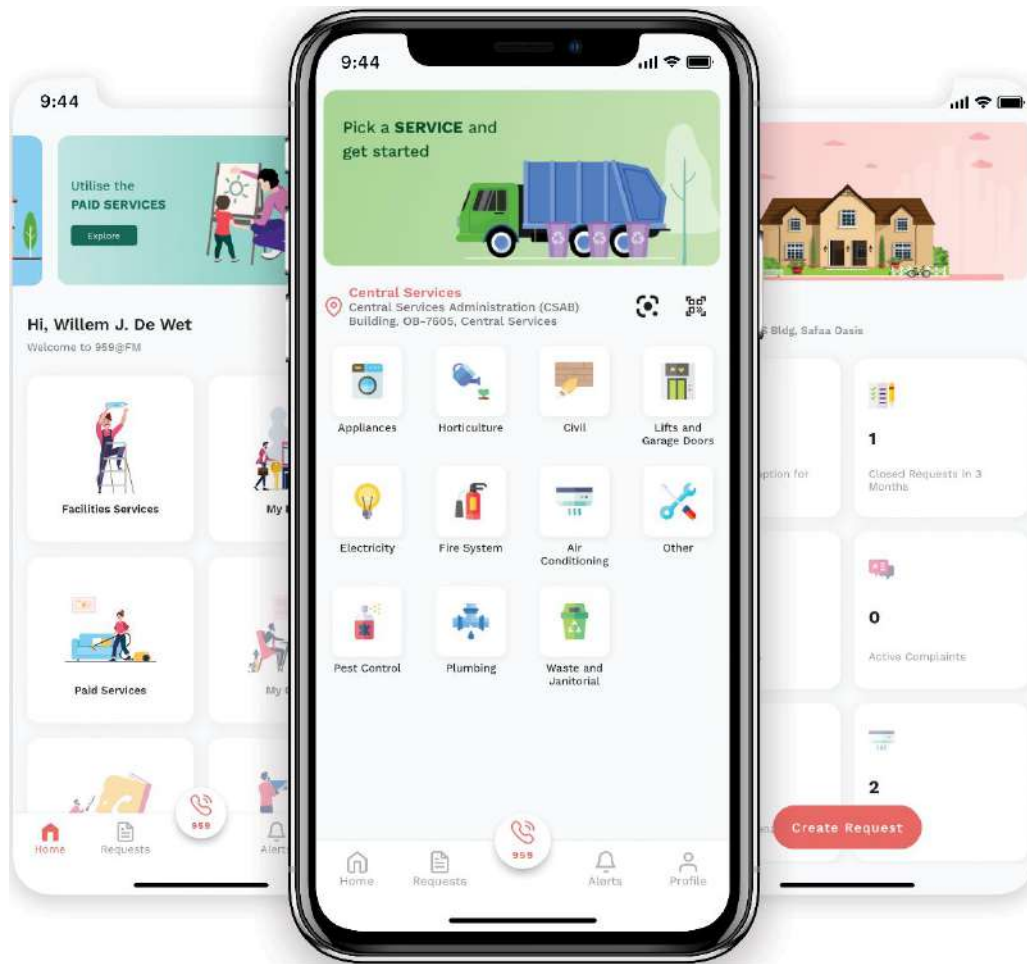 9:44
Utilise the
PAID SERVICES
Explore
Hi, Willem J. De Wet
Welcome to 959@FM
Facilities Services
My
Paid Services
My
959
Home
Requests
Alerts
9:44
Pick a SERVICE and
get started
Central Services
Central Services Administration (CSAB)
Building, OB-7605, Central Services
Appliances
Horticulture
Civil
Lifts and
Garage Doors
Electricity
Fire System
Air
Conditioning
Other
Pest Control
Plumbing
Waste and
Janitorial
959
Home
Requests
Alerts
Profile
Bldg, Safaa Oasis
1
Closed Requests in 3
Months
for
0
Active Complaints
2
Create Request